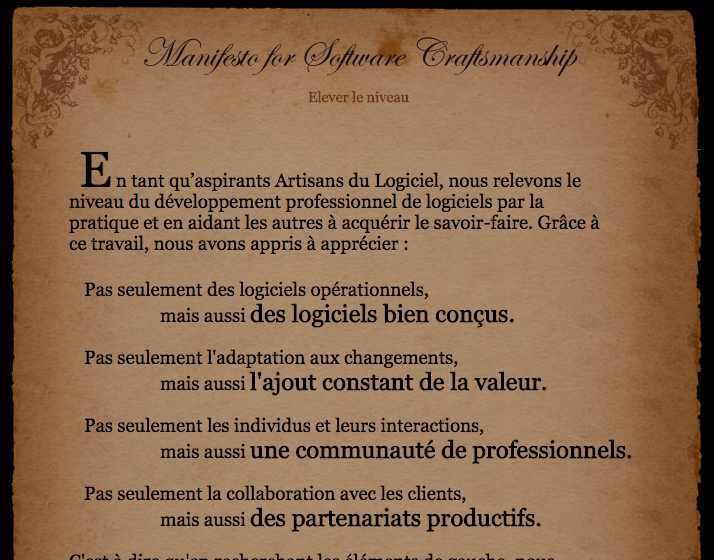 Manifesto for Software Craftsmanship
Elever le niveau
En tant qu’aspirants Artisans du Logiciel, nous relevons le
niveau du développement professionnel de logiciels par la
pratique et en aidant les autres à acquérir le savoir-faire. Grâce à
ce travail, nous avons appris à apprécier :
Pas seulement des logiciels opérationnels,
mais aussi des logiciels bien conçus.
Pas seulement l'adaptation aux changements,
mais aussi l'ajout constant de la valeur.
Pas seulement les individus et leurs interactions,
mais aussi une communauté de professionnels.
Pas seulement la collaboration avec les clients,
mais aussi des partenariats productifs.
C'est à dire qu'en recherchant les éléments de gauche, nous